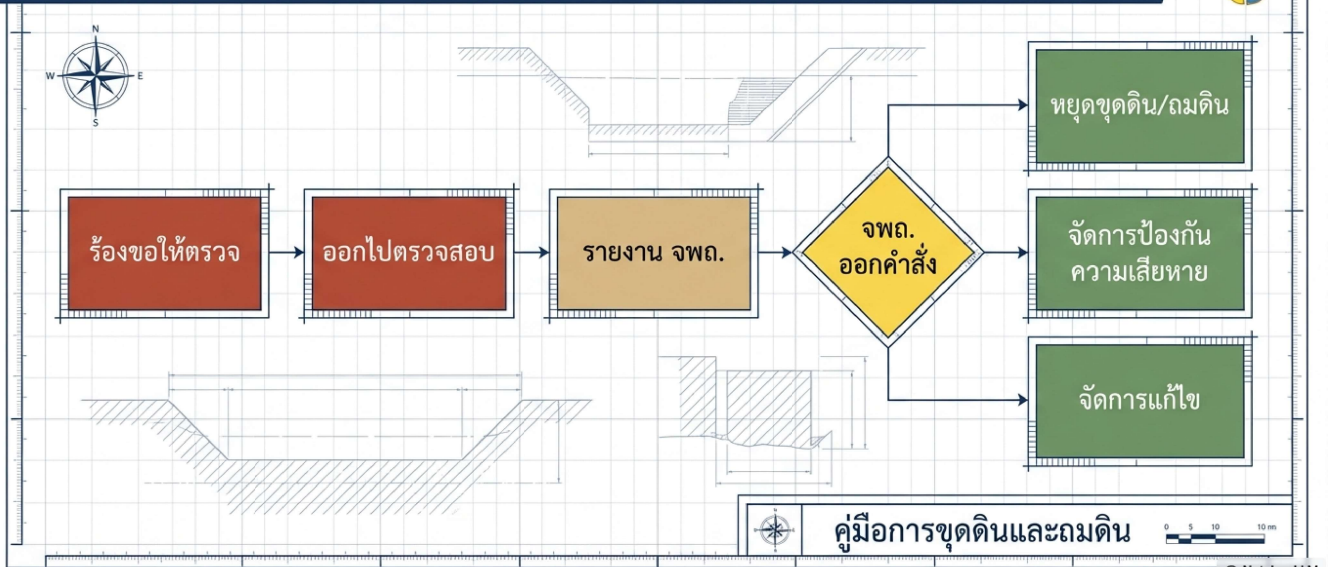 N
W
E
S
ร้องขอให้ตรวจ
ออกไปตรวจสอบ
รายงาน จพถ.
จพถ.
ออกคำสั่ง
หยุดขุดดิน/ถมดิน
จัดการป้องกัน
ความเสียหาย
จัดการแก้ไข
คู่มือการขุดดินและถมดิน
0 5 10 10 m